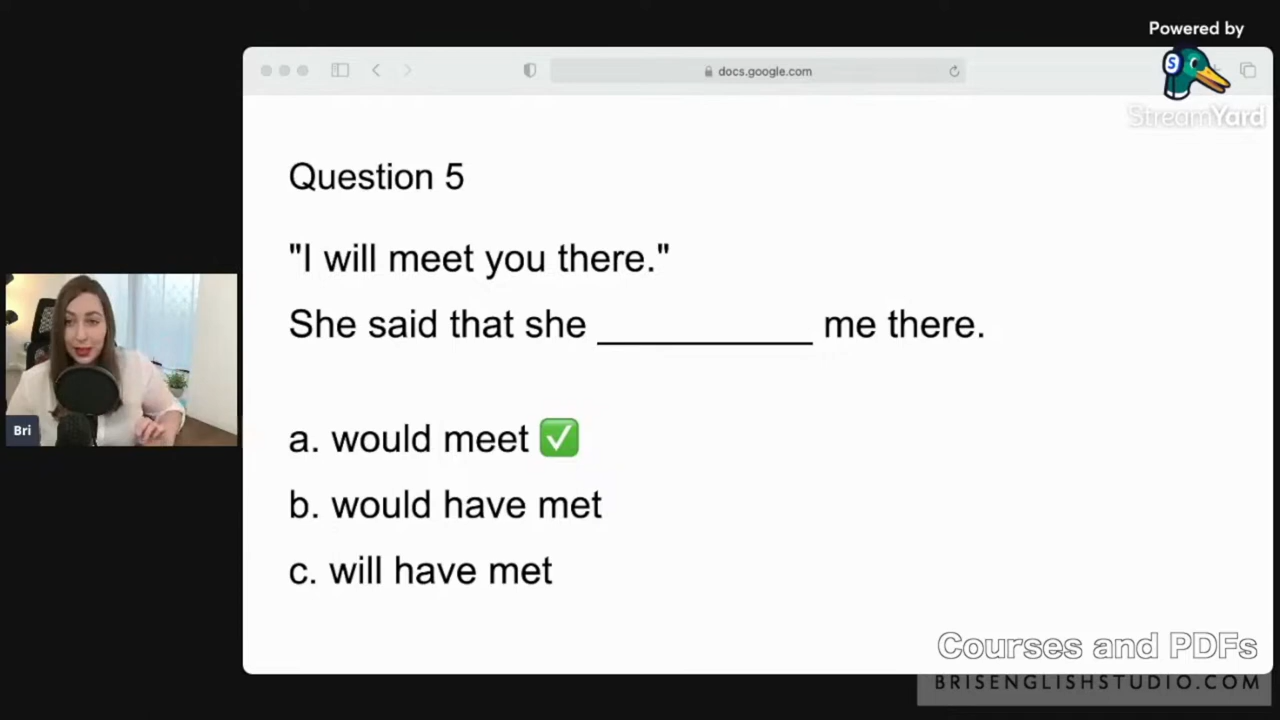 Powered by
docs.google.com
S
StreamYard
Question 5
"I will meet you there."
She said that she __________ me there.
a. would meet ✅
b. would have met
c. will have met
Bri
Courses and PDFs
BRISENGLISHSTUDIO.COM